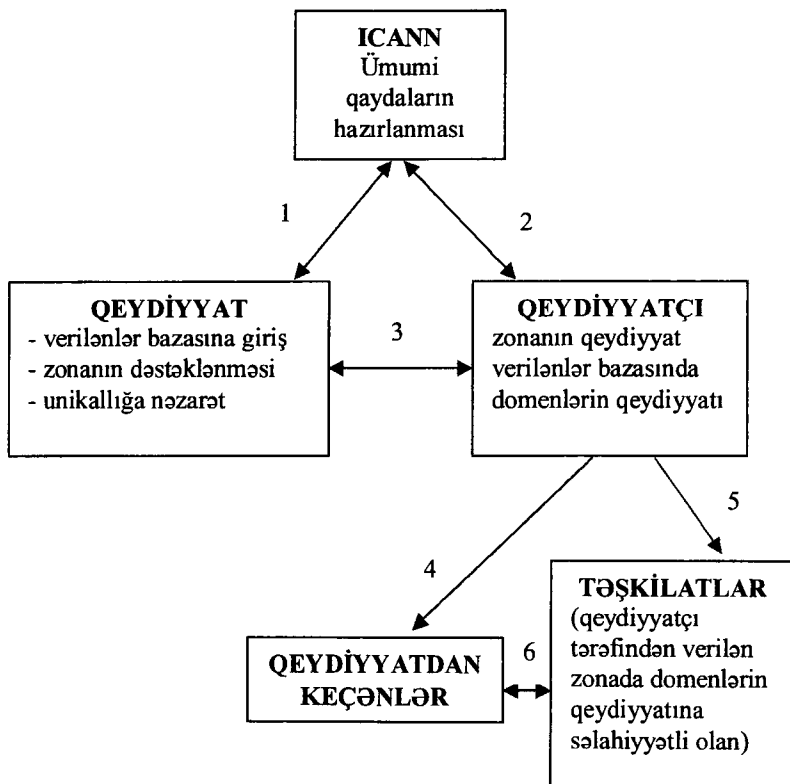 ICANN
Ümumi
qaydaların
hazırlanması
1
2
QEYDİYYAT
- verilənlər bazasına giriş
- zonanın dəstəklənməsi
- unikallığa nəzarət
3
QEYDİYYATÇI
zonanın qeydiyyat
verilənlər bazasında
domenlərin qeydiyyatı
4
5
QEYDİYYATDAN
KEÇƏNLƏR
6
TƏŞKİLATLAR
(qeydiyyatçı
tərəfindən verilən
zonada domenlərin
qeydiyyatına
səlahiyyətli olan)